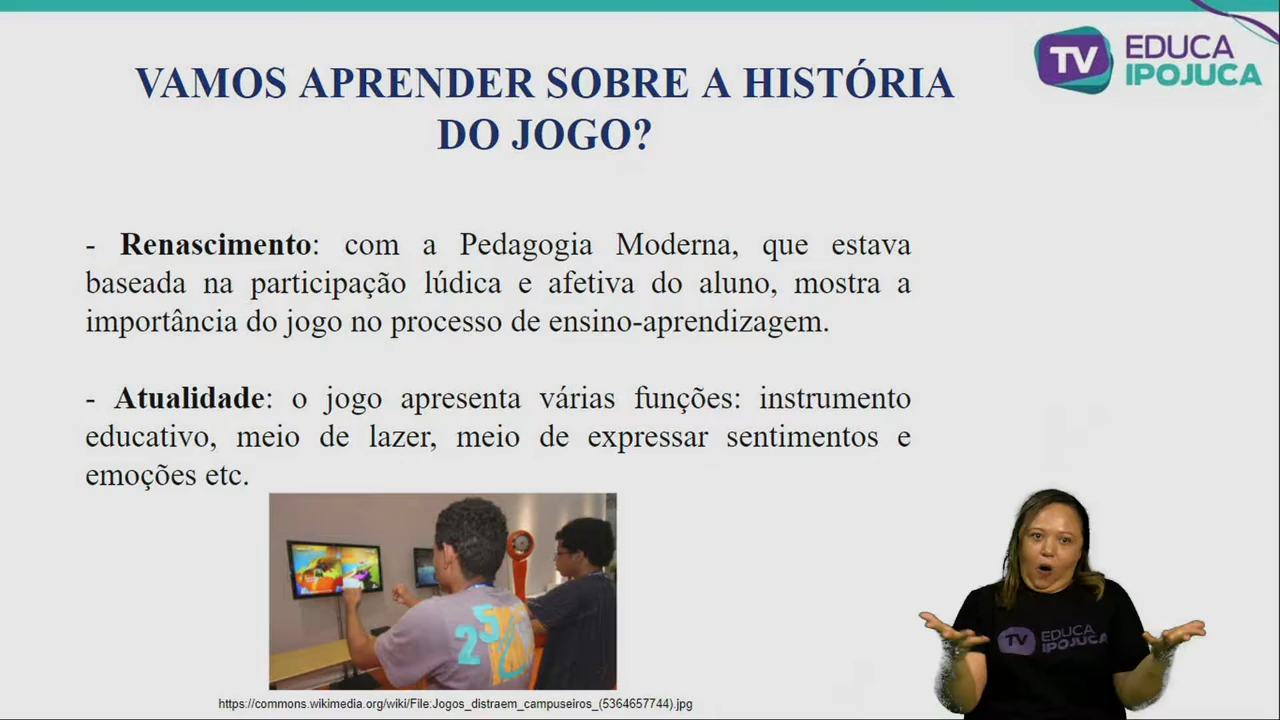 TV EDUCA
IPOJUCA
VAMOS APRENDER SOBRE A HISTÓRIA
DO JOGO?
- Renascimento: com a Pedagogia Moderna, que estava
baseada na participação lúdica e afetiva do aluno, mostra a
importância do jogo no processo de ensino-aprendizagem.
- Atualidade: o jogo apresenta várias funções: instrumento
educativo, meio de lazer, meio de expressar sentimentos e
emoções etc.
25
https://commons.wikimedia.org/wiki/File:Jogos_distraem_campuseiros_(5364657744).jpg
TV EDUCA
IPOJUCA